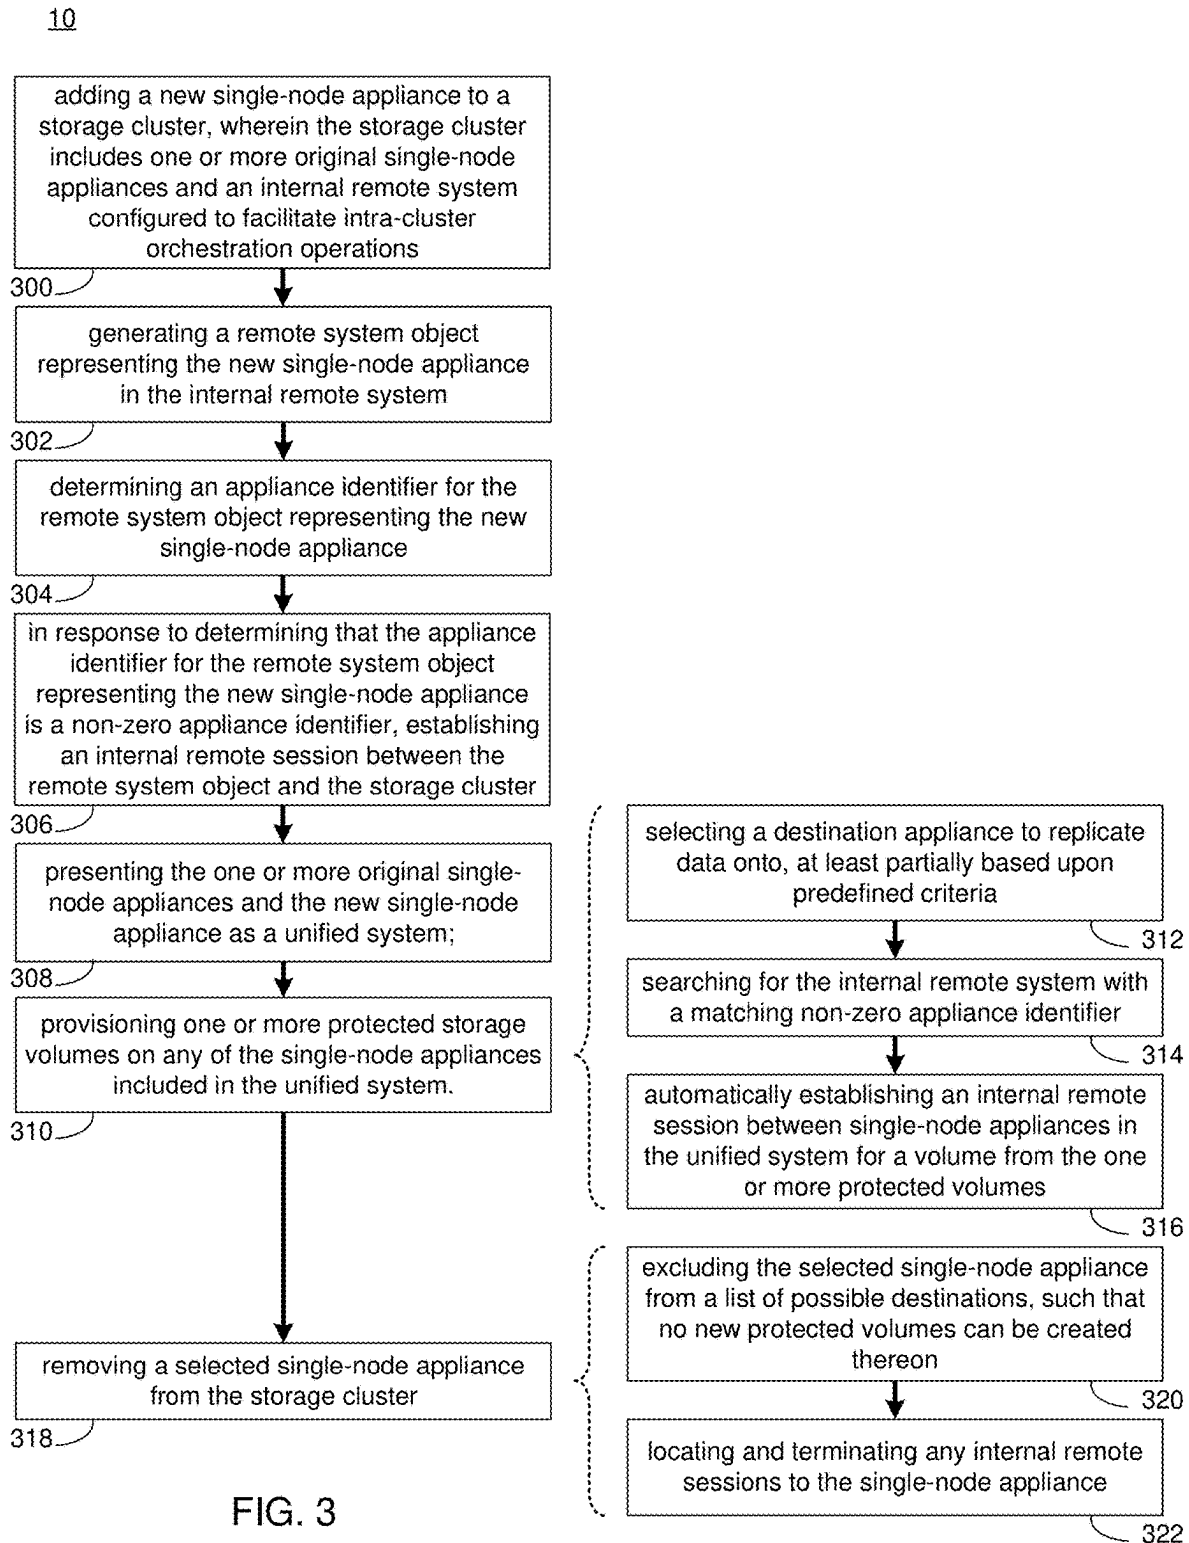 10
adding a new single-node appliance to a
storage cluster, wherein the storage cluster
includes one or more original single-node
appliances and an internal remote system
configured to facilitate intra-cluster
orchestration operations
300
generating a remote system object
representing the new single-node appliance
in the internal remote system
302
determining an appliance identifier for the
remote system object representing the new
single-node appliance
304
in response to determining that the appliance
identifier for the remote system object
representing the new single-node appliance
is a non-zero appliance identifier, establishing
an internal remote session between the
remote system object and the storage cluster
306
presenting the one or more original single-
node appliances and the new single-node
appliance as a unified system;
308
provisioning one or more protected storage
volumes on any of the single-node appliances
included in the unified system.
310
selecting a destination appliance to replicate
data onto, at least partially based upon
predefined criteria
312
searching for the internal remote system with
a matching non-zero appliance identifier
314
automatically establishing an internal remote
session between single-node appliances in
the unified system for a volume from the one
or more protected volumes
316
removing a selected single-node appliance
from the storage cluster
318
excluding the selected single-node appliance
from a list of possible destinations, such that
no new protected volumes can be created
thereon
320
locating and terminating any internal remote
sessions to the single-node appliance
322
FIG. 3